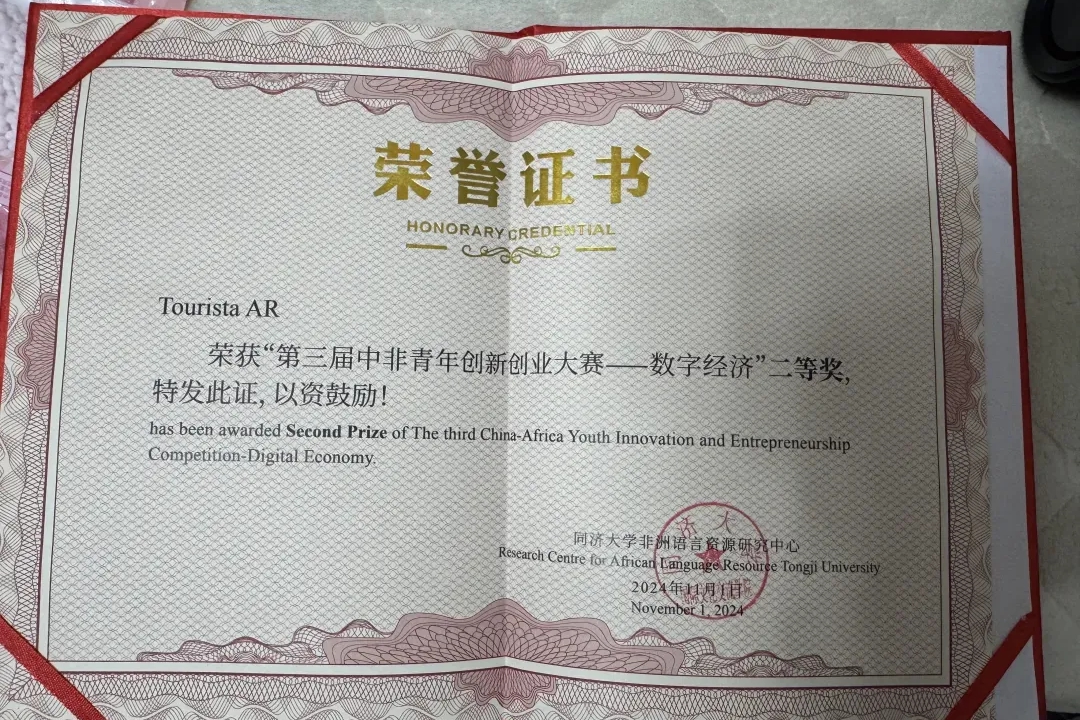 荣誉证书
HONORARY CREDENTIAL
Tourista AR
荣获“第三届中非青年创新创业大赛——数字经济”二等奖,
特发此证, 以资鼓励!
has been awarded Second Prize of The third China-Africa Youth Innovation and Entrepreneurship
Competition-Digital Economy.
同济大学非洲语言资源研究中心
Research Centre for African Language Resource Tongji University
2024年11月1日
November 1, 2024